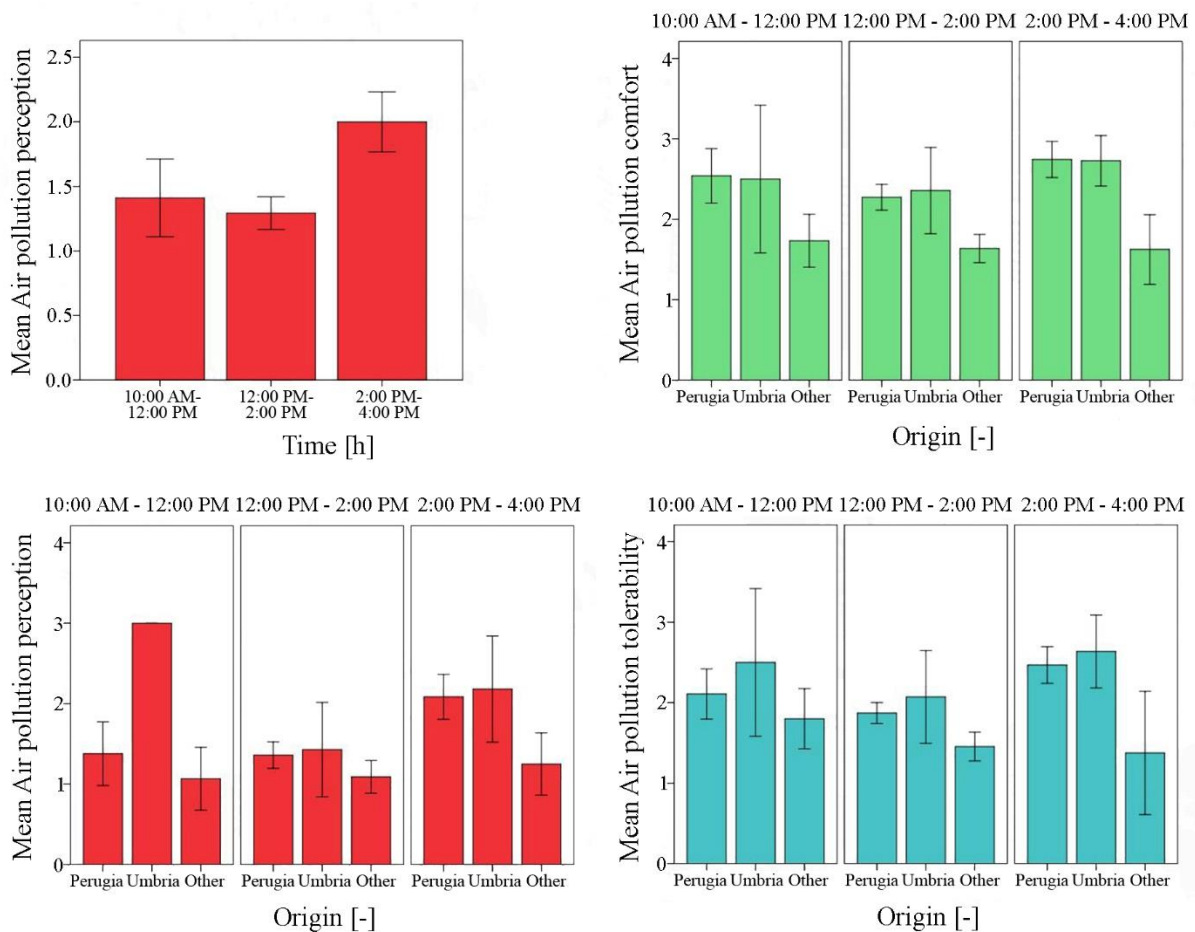 Mean Air pollution perception
2.5
2.0
1.5
1.0
0.5
0.0
10:00 AM-
12:00 PM
12:00 PM-
2:00 PM
2:00 PM-
4:00 PM
Time [h]
10:00 AM - 12:00 PM 12:00 PM - 2:00 PM 2:00 PM - 4:00 PM
Mean Air pollution comfort
4
3
2
1
0
Perugia Umbria Other Perugia Umbria Other Perugia Umbria Other
Origin [-]
10:00 AM - 12:00 PM 12:00 PM - 2:00 PM 2:00 PM - 4:00 PM
Mean Air pollution perception
4
3
2
1
0
Perugia Umbria Other Perugia Umbria Other Perugia Umbria Other
Origin [-]
10:00 AM - 12:00 PM 12:00 PM - 2:00 PM 2:00 PM - 4:00 PM
Mean Air pollution tolerability
4
3
2
1
0
Perugia Umbria Other Perugia Umbria Other Perugia Umbria Other
Origin [-]